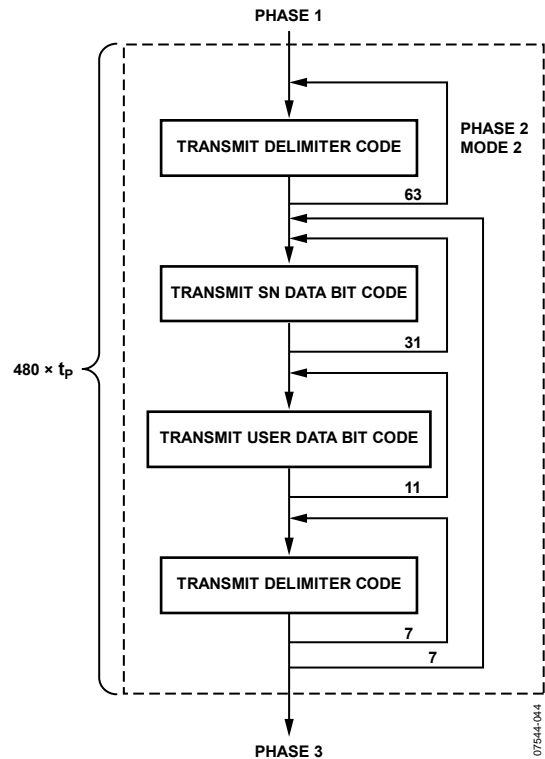 PHASE 1
PHASE 2
MODE 2
TRANSMIT DELIMITER CODE
63
TRANSMIT SN DATA BIT CODE
31
480 × tP
TRANSMIT USER DATA BIT CODE
11
TRANSMIT DELIMITER CODE
7
7
PHASE 3
07544-044